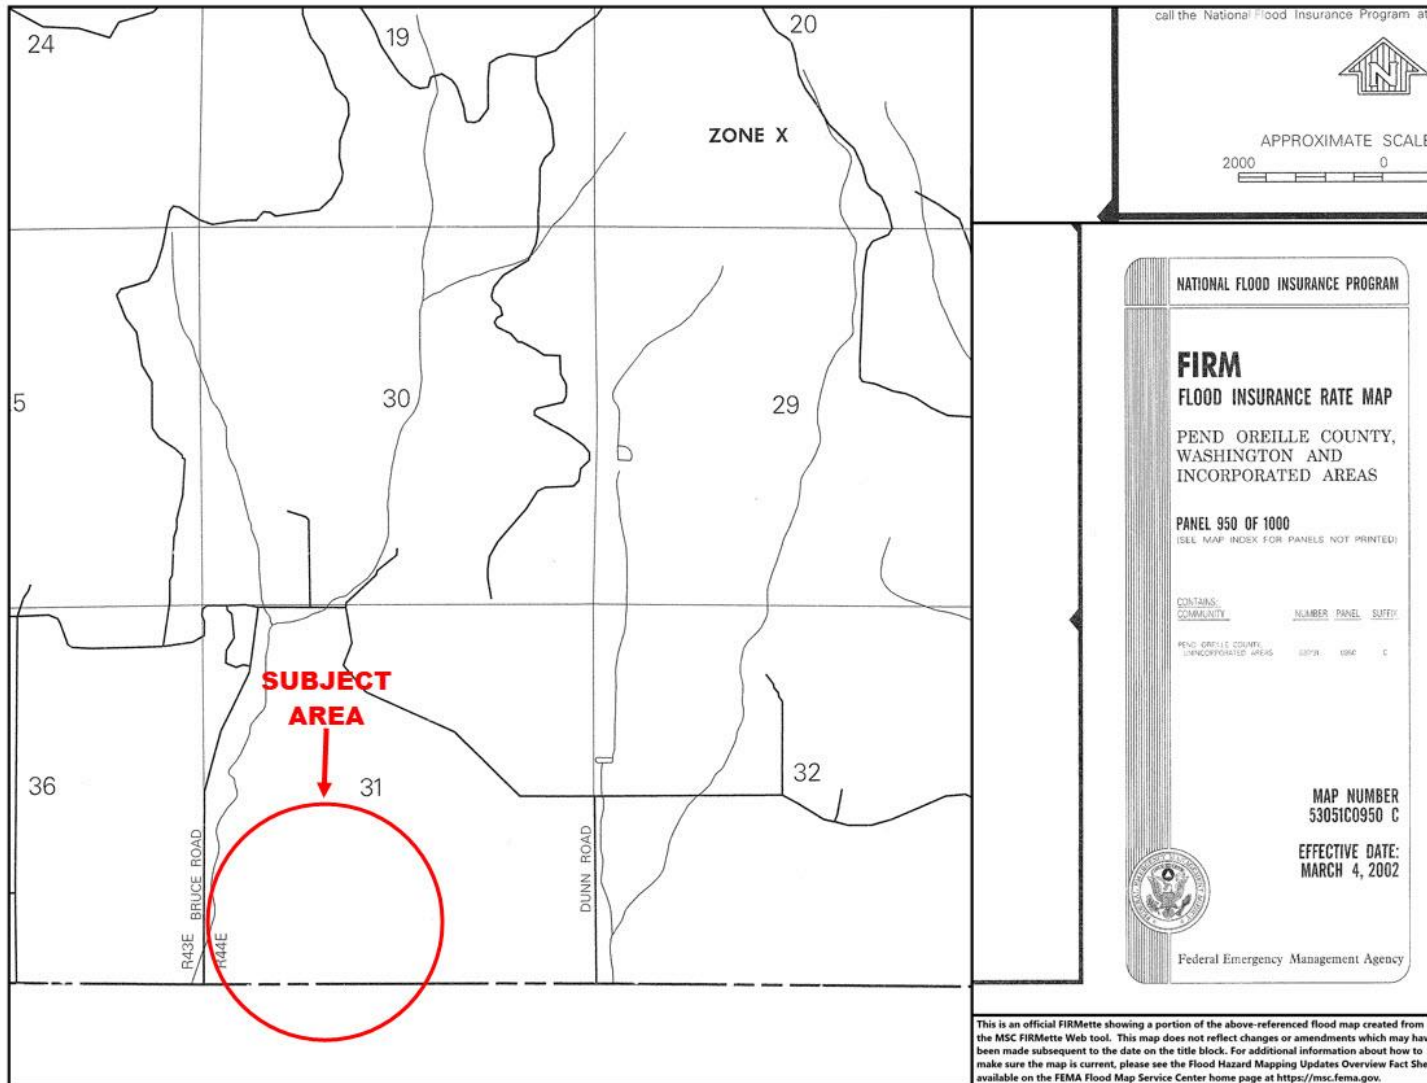 24
19
20
call the National Flood Insurance Program at
ZONE X
APPROXIMATE SCALE
2000
0
N
5
30
29
NATIONAL FLOOD INSURANCE PROGRAM
FIRM
FLOOD INSURANCE RATE MAP
PEND OREILLE COUNTY,
WASHINGTON AND
INCORPORATED AREAS
PANEL 950 OF 1000
(SEE MAP INDEX FOR PANELS NOT PRINTED)
CONTAINS:
COMMUNITY NUMBER PANEL SUFFIX
PEND OREILLE COUNTY,
UNINCORPORATED AREAS 0950 C
SUBJECT
AREA
36
31
32
BRUCE ROAD
R43E
R44E
DUNN ROAD
MAP NUMBER
53051C0950 C
EFFECTIVE DATE:
MARCH 4, 2002
Federal Emergency Management Agency
This is an official FIRMette showing a portion of the above-referenced flood map created from
the MSC FIRMette Web tool. This map does not reflect changes or amendments which may hav
been made subsequent to the date on the title block. For additional information about how to
make sure the map is current, please see the Flood Hazard Mapping Updates Overview Fact She
available on the FEMA Flood Map Service Center home page at https://msc.fema.gov.